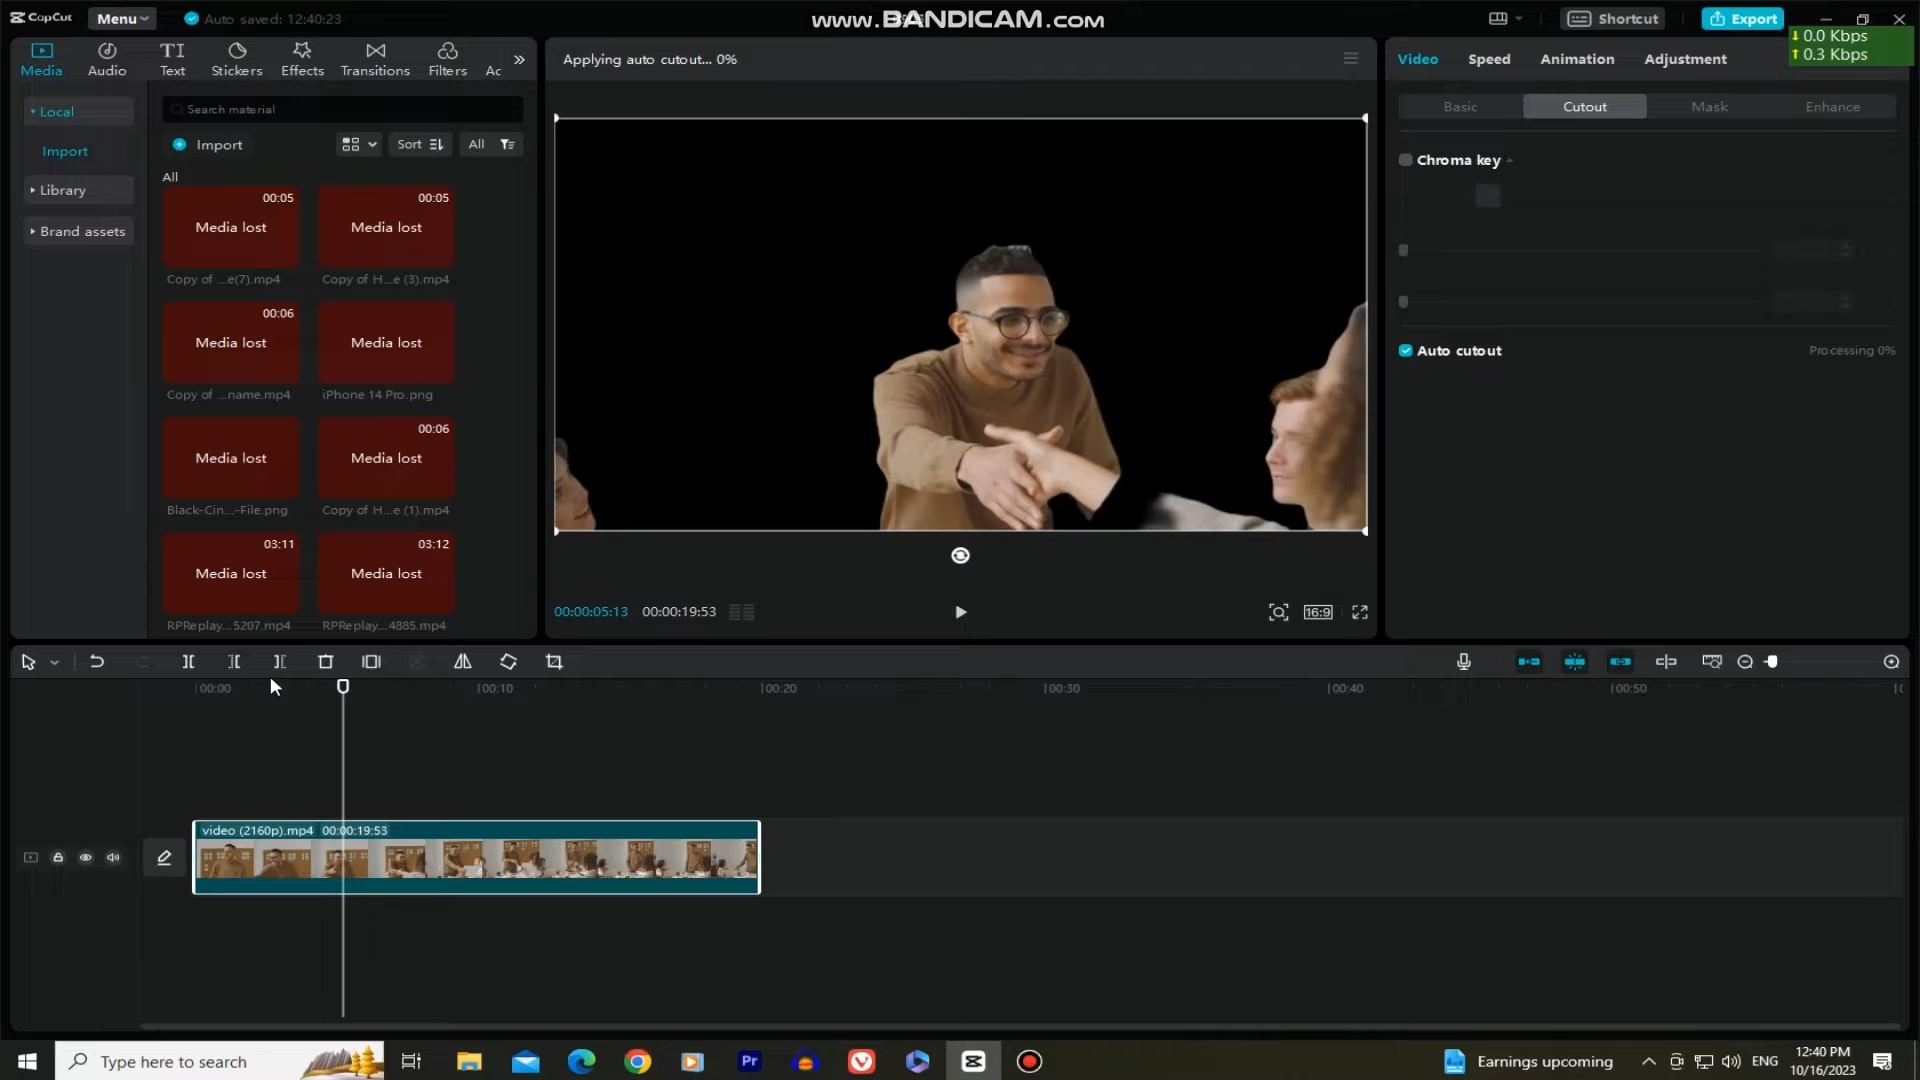 CapCut
Menu
Auto saved: 12:40:23
www.BANDICAM.com
Shortcut
Export
0.0 Kbps
0.3 Kbps
Media
Audio
Text
Stickers
Effects
Transitions
Filters
Ac
Applying auto cutout... 0%
Video
Speed
Animation
Adjustment
Local
Import
Library
Brand assets
Search material
Import
Sort
All
All
00:05
Media lost
Copy of ...e(7).mp4
00:05
Media lost
Copy of H...e (3).mp4
00:06
Media lost
Copy of ...name.mp4
Media lost
iPhone 14 Pro.png
Media lost
Black-Cin...-File.png
00:06
Media lost
Copy of H...e (1).mp4
03:11
Media lost
RPReplay...5207.mp4
03:12
Media lost
RPReplay...4885.mp4
Basic
Cutout
Mask
Enhance
Chroma key
Auto cutout
Processing 0%
00:00:05:13
00:00:19:53
16:9
00:00
00:10
00:20
00:30
00:40
00:50
video (2160p).mp4 00:00:19:53
Type here to search
Pr
Earnings upcoming
ENG
12:40 PM
10/16/2023